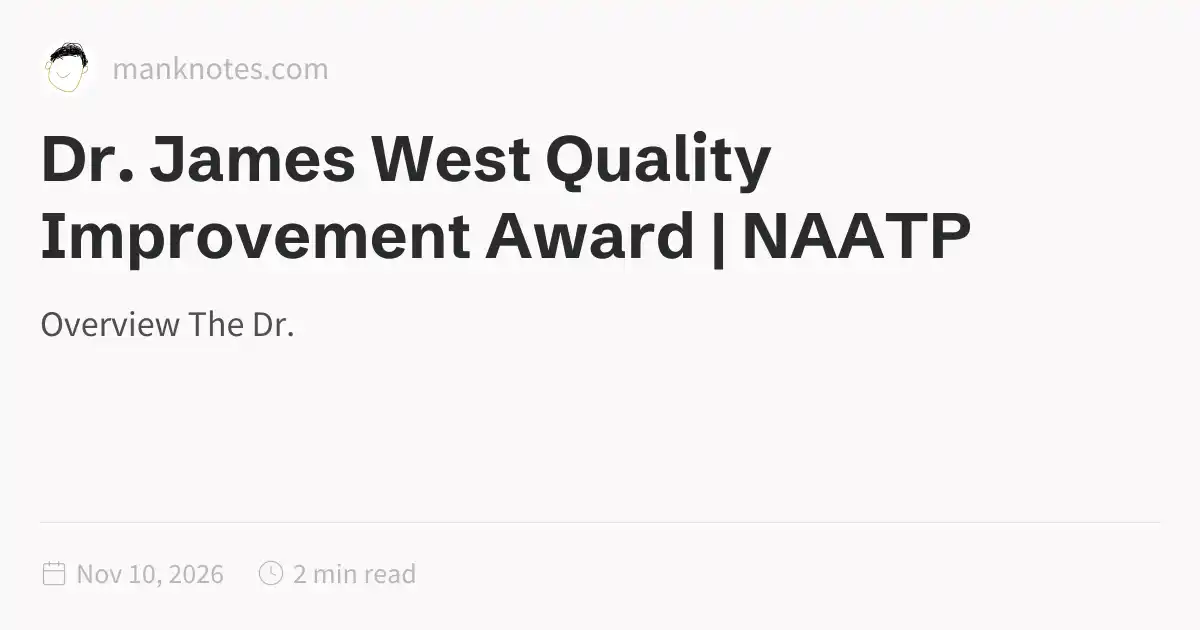 manknotes.com
Dr. James West Quality
Improvement Award | NAATP
Overview The Dr.
Nov 10, 2026 2 min read